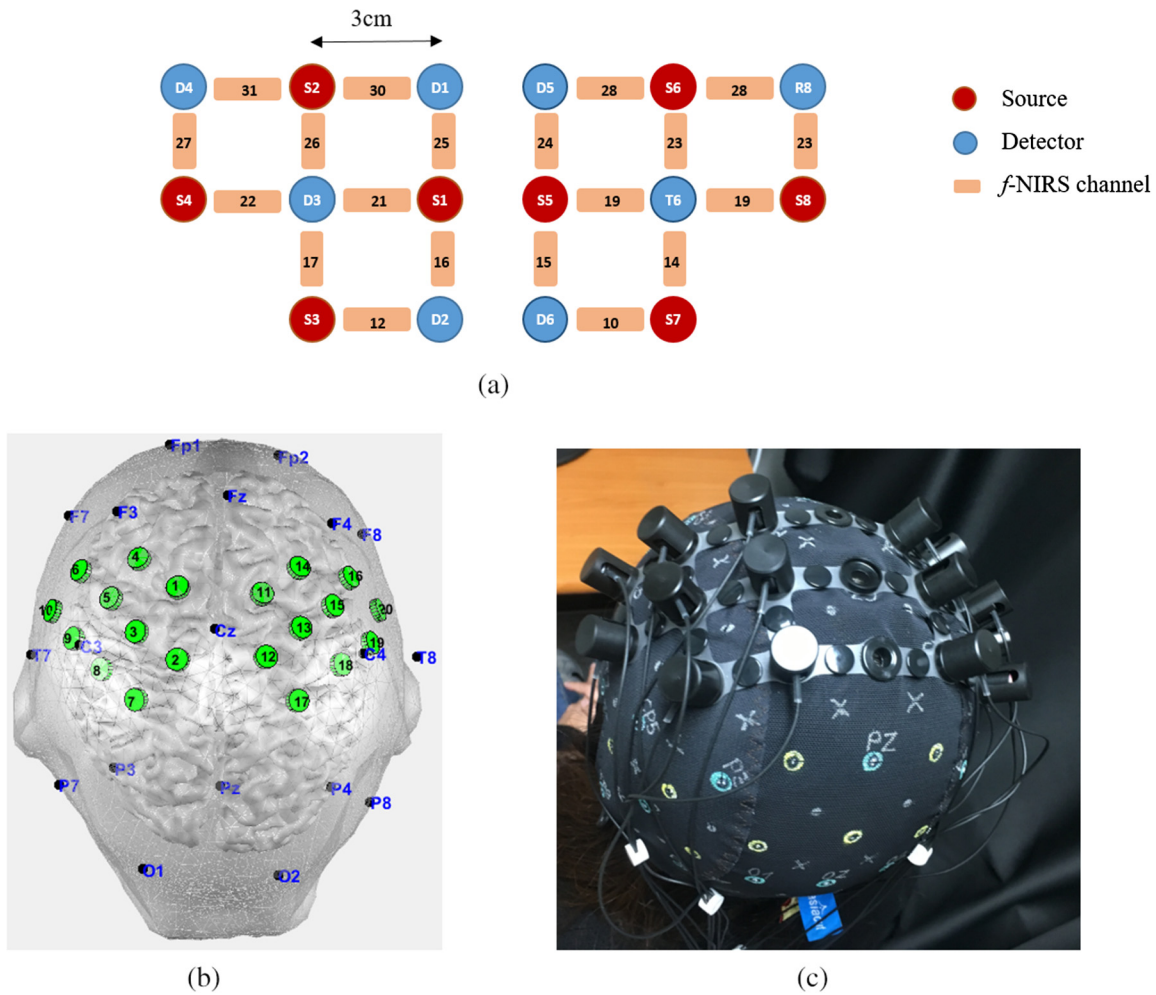 3cm
D4 31 S2 30 D1 D5 28 S6 28 R8
27 26 25 24 23 23
S4 22 D3 21 S1 S5 19 T6 19 S8
17 16 15 14
S3 12 D2 D6 10 S7
Source
Detector
f-NIRS channel
(a)
Fp1 Fp2
Fz
F7 F3 F4 F8
4 14
6 1 11 16
5 15
10 20
3 13
9 C3 Cz 19
T7 C4 T8
8 2 12 18
7 17
P3
P7 Pz P4
P8
O1 O2
(b)
CP5
P3
PZ
(c)